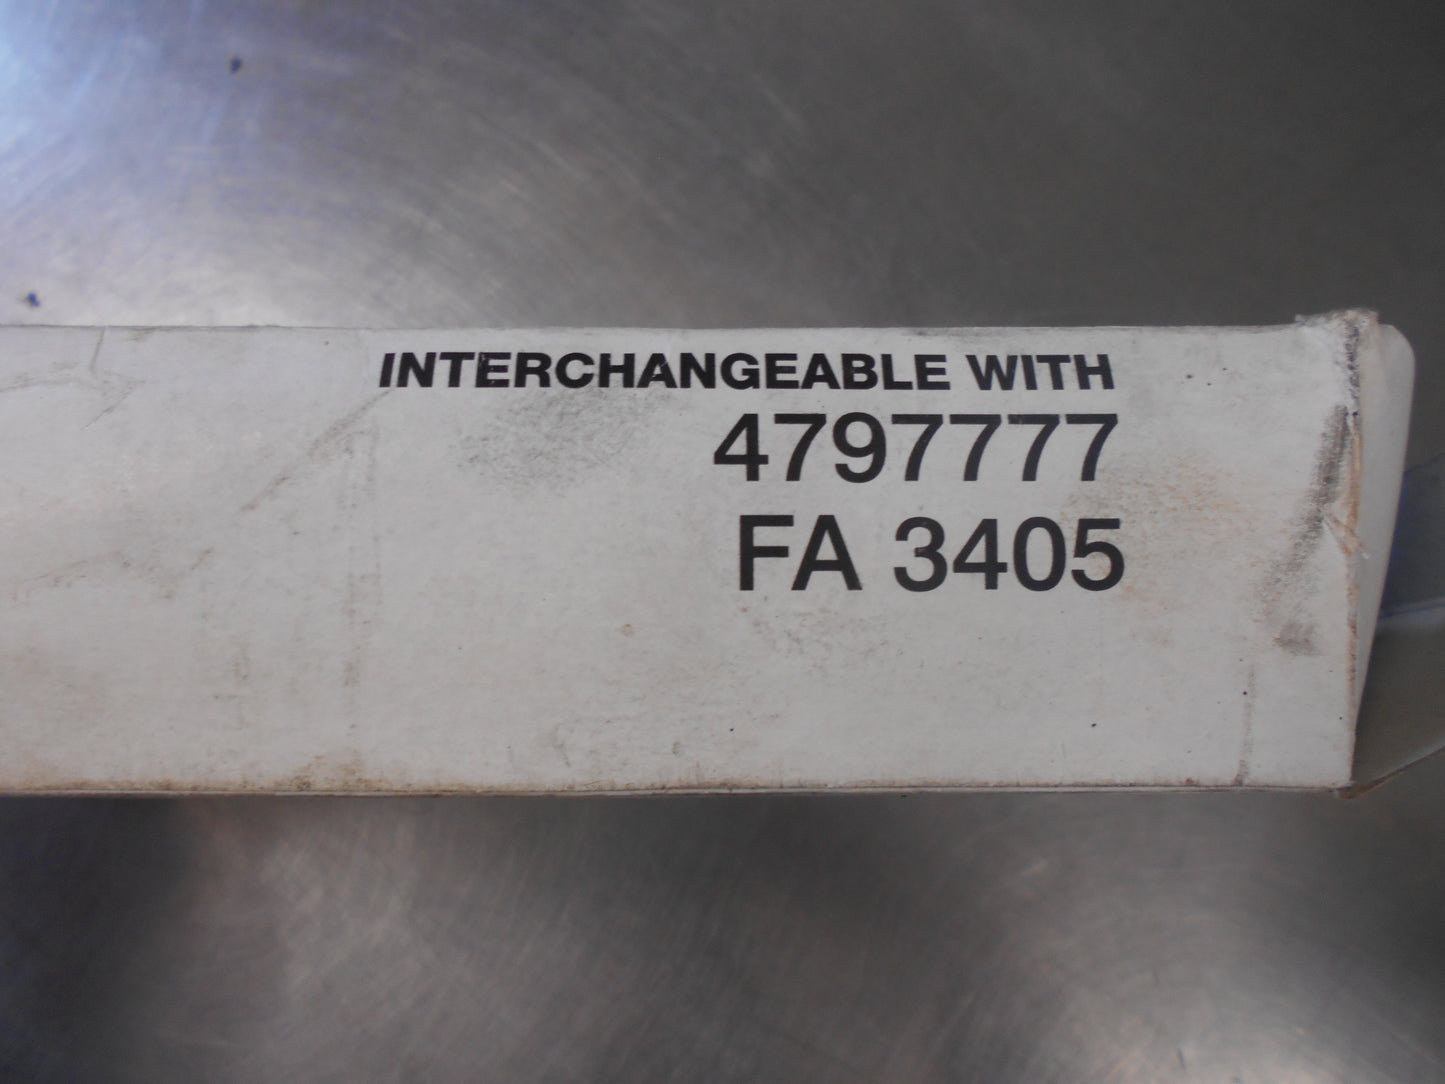 INTERCHANGEABLE WITH
4797777
FA 3405